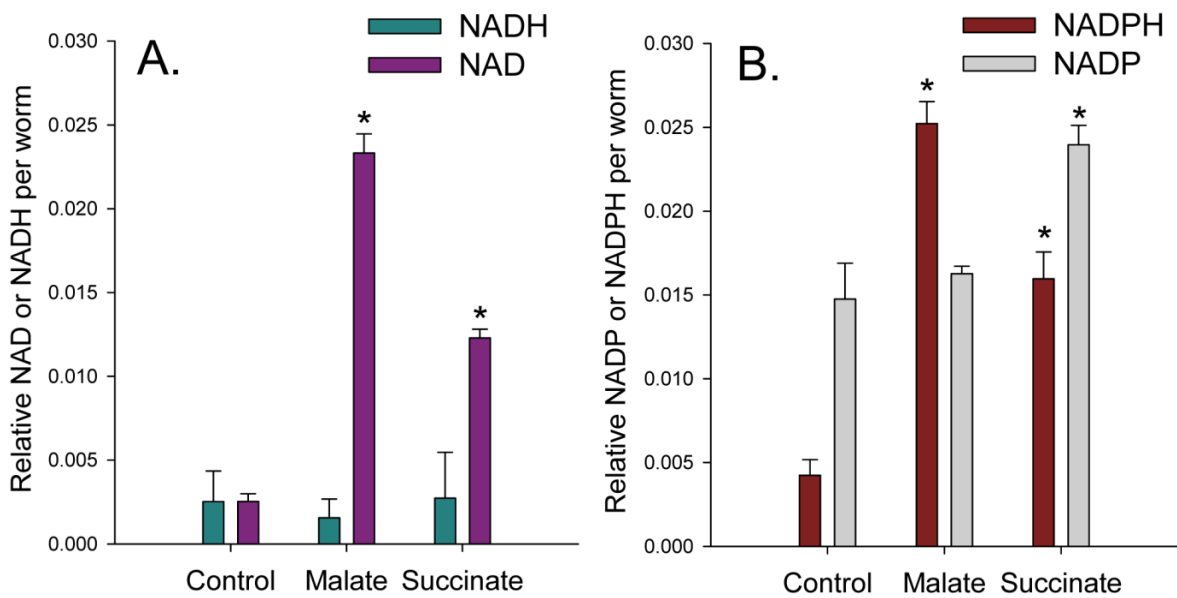 A.
NADH
NAD
Relative NAD or NADH per worm
0.030
0.025
0.020
0.015
0.010
0.005
0.000
*
*
Control Malate Succinate
B.
NADPH
NADP
Relative NADP or NADPH per worm
0.030
0.025
0.020
0.015
0.010
0.005
0.000
*
*
*
Control Malate Succinate